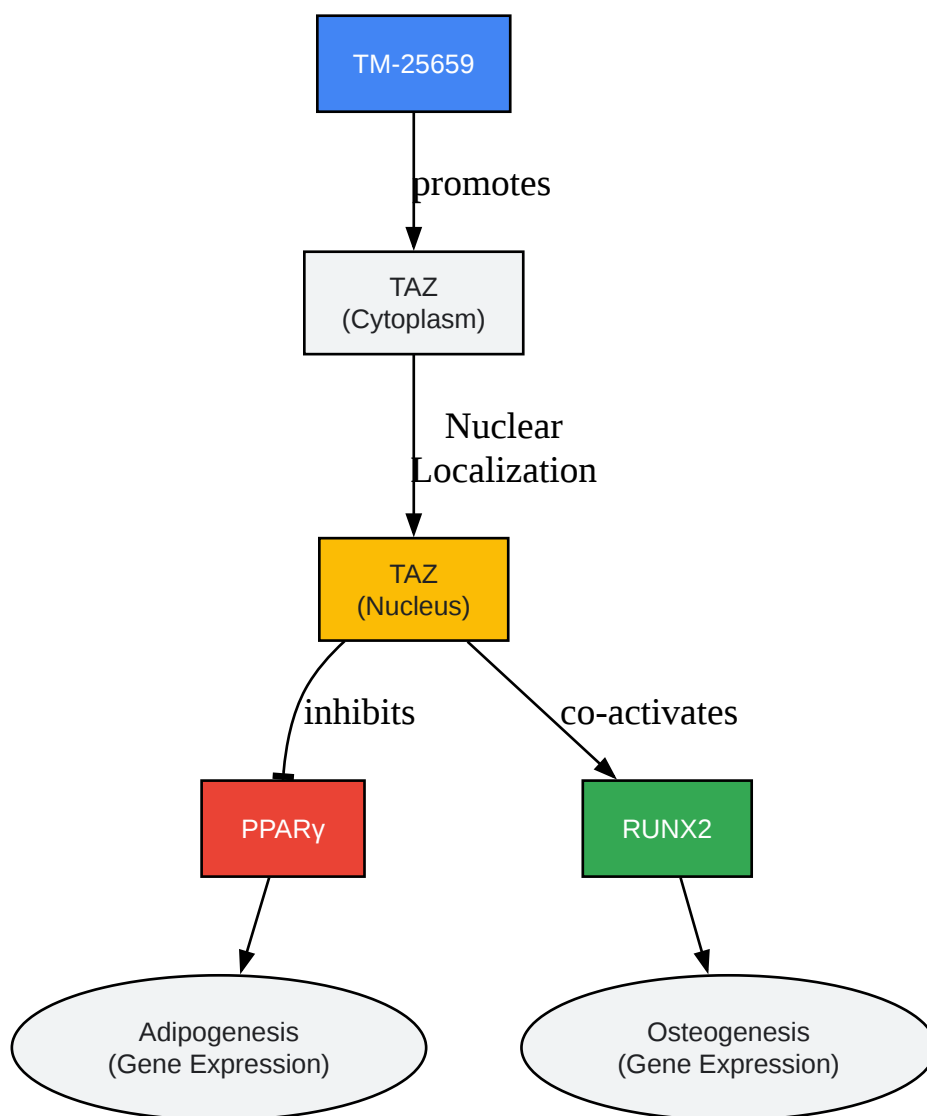 TM-25659
promotes
TAZ
(Cytoplasm)
Nuclear
Localization
TAZ
(Nucleus)
inhibits
co-activates
PPARγ
RUNX2
Adipogenesis
(Gene Expression)
Osteogenesis
(Gene Expression)